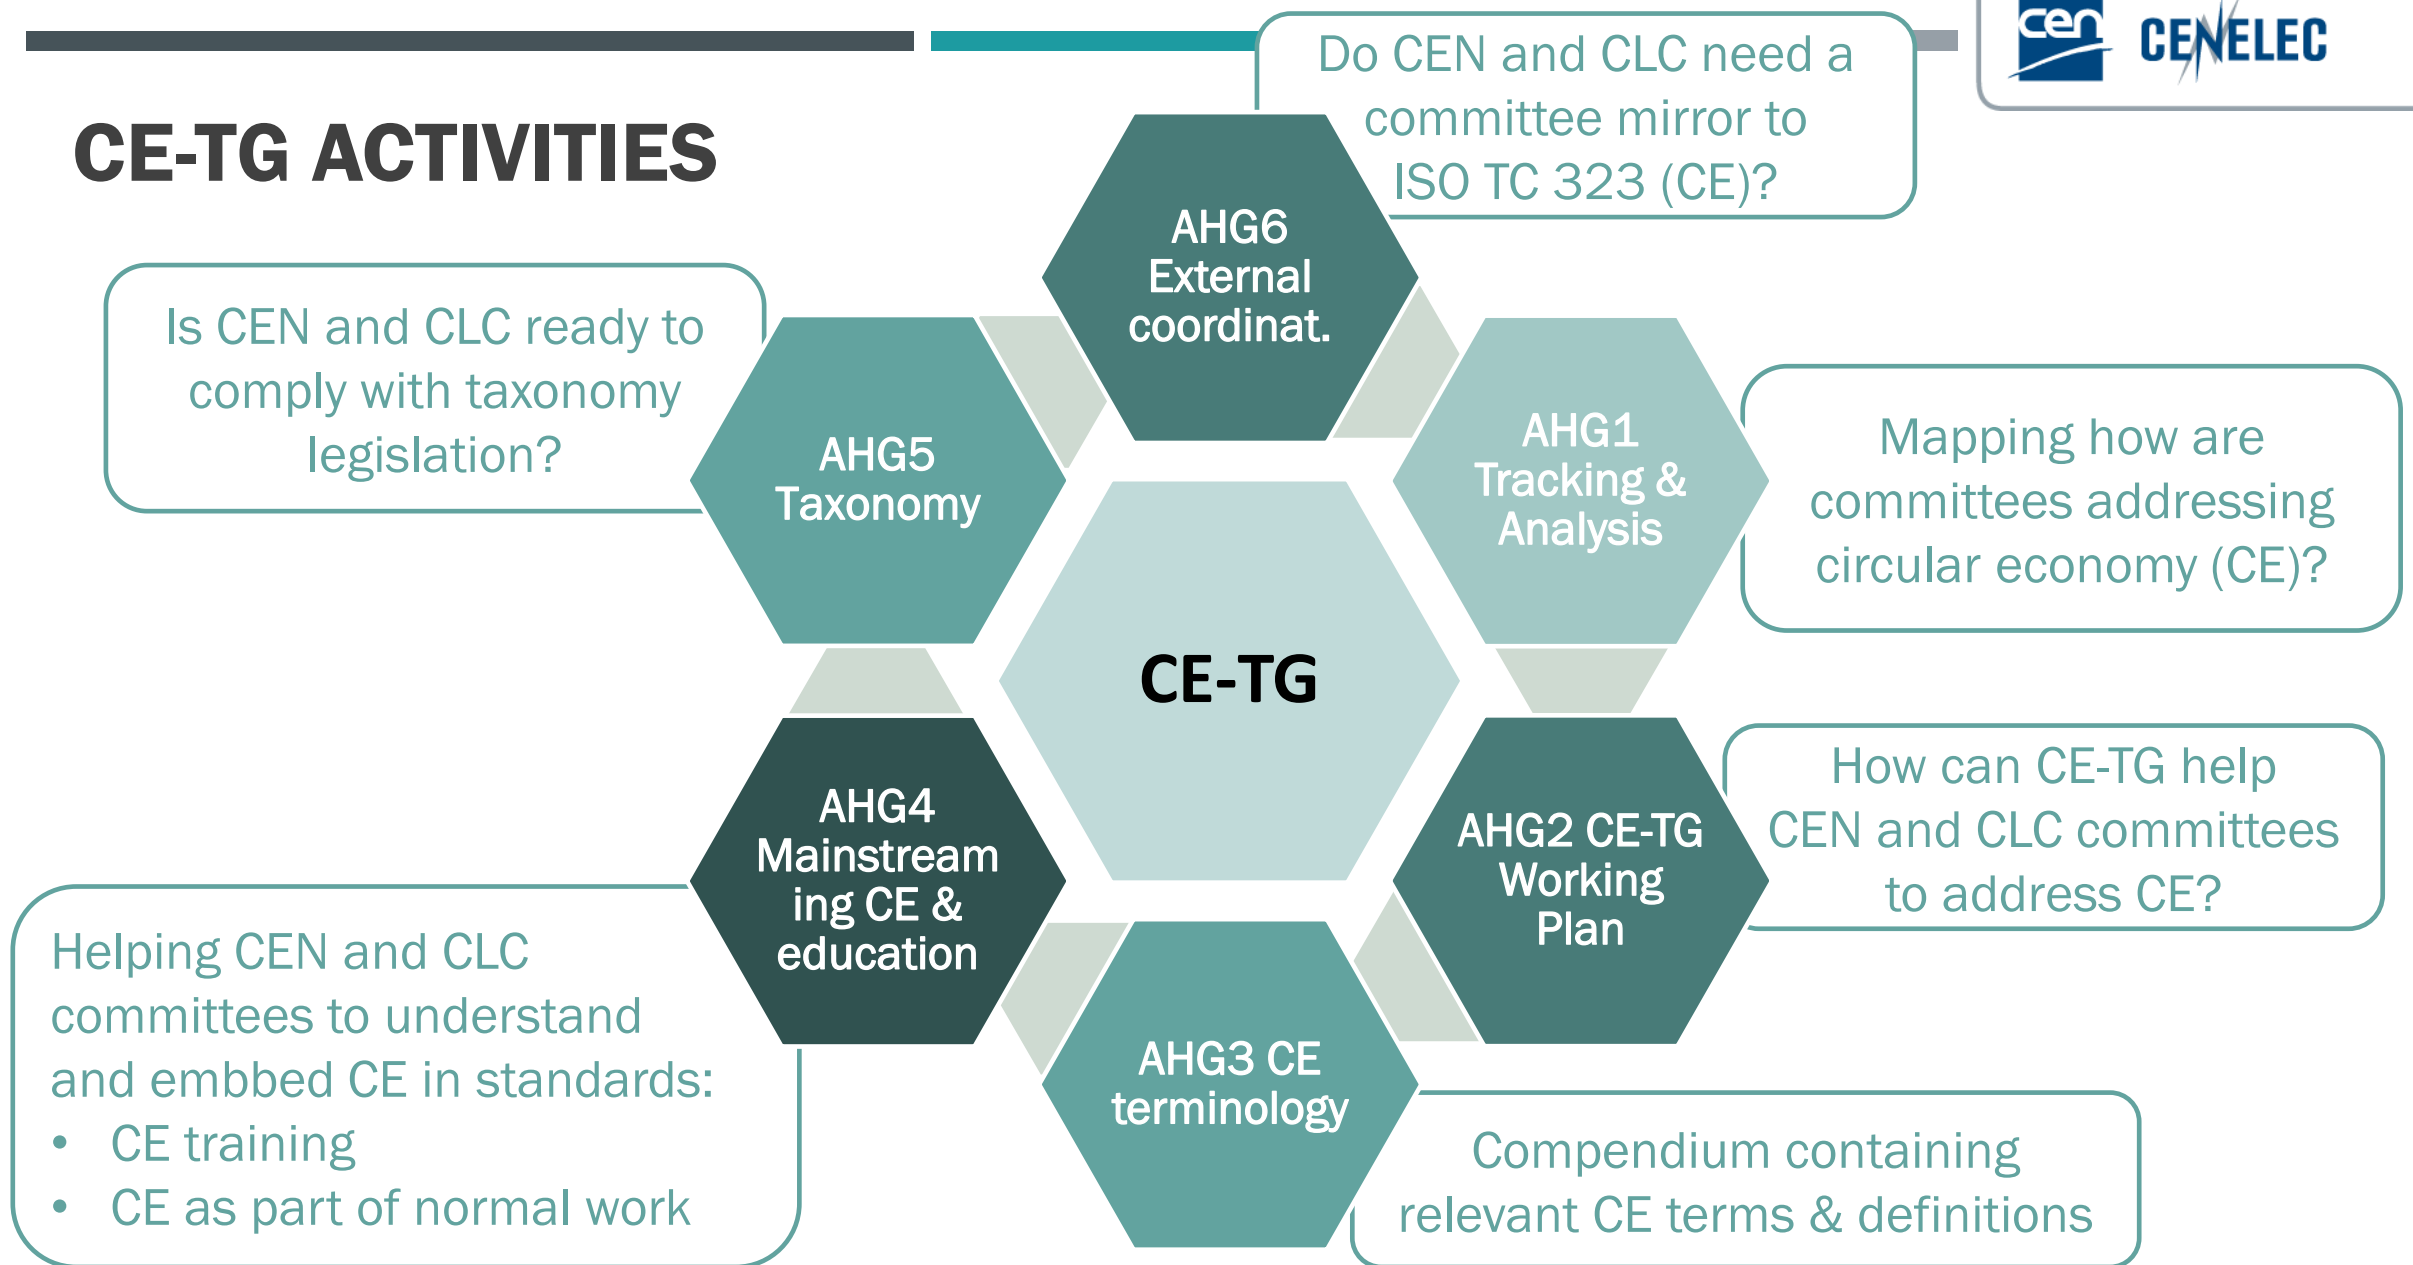 cen
CENELEC
CE-TG ACTIVITIES
Do CEN and CLC need a
committee mirror to
ISO TC 323 (CE)?
AHG6
External
coordinat.
Is CEN and CLC ready to
comply with taxonomy
legislation?
AHG5
Taxonomy
AHG1
Tracking &
Analysis
Mapping how are
committees addressing
circular economy (CE)?
CE-TG
AHG4
Mainstream
ing CE &
education
AHG2 CE-TG
Working
Plan
How can CE-TG help
CEN and CLC committees
to address CE?
Helping CEN and CLC
committees to understand
and embbed CE in standards:
• CE training
• CE as part of normal work
AHG3 CE
terminology
Compendium containing
relevant CE terms & definitions